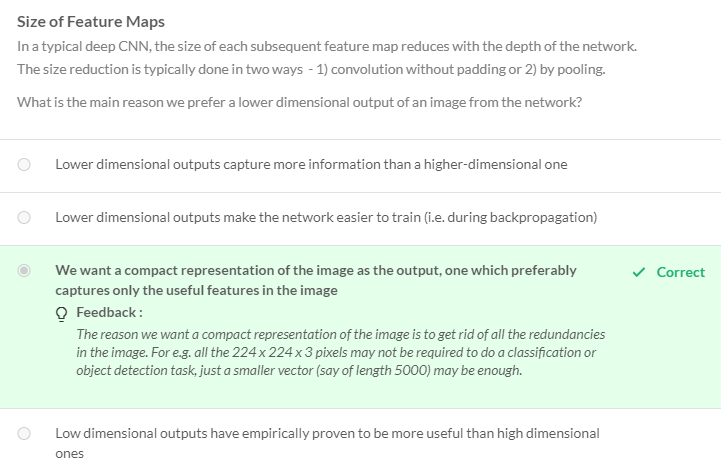 Size of Feature Maps
In a typical deep CNN, the size of each subsequent feature map reduces with the depth of the network.
The size reduction is typically done in two ways - 1) convolution without padding or 2) by pooling.
What is the main reason we prefer a lower dimensional output of an image from the network?
Lower dimensional outputs capture more information than a higher-dimensional one
Lower dimensional outputs make the network easier to train (i.e. during backpropagation)
We want a compact representation of the image as the output, one which preferably
captures only the useful features in the image
Correct
Feedback :
The reason we want a compact representation of the image is to get rid of all the redundancies
in the image. For e.g. all the 224 x 224 x 3 pixels may not be required to do a classification or
object detection task, just a smaller vector (say of length 5000) may be enough.
Low dimensional outputs have empirically proven to be more useful than high dimensional
ones